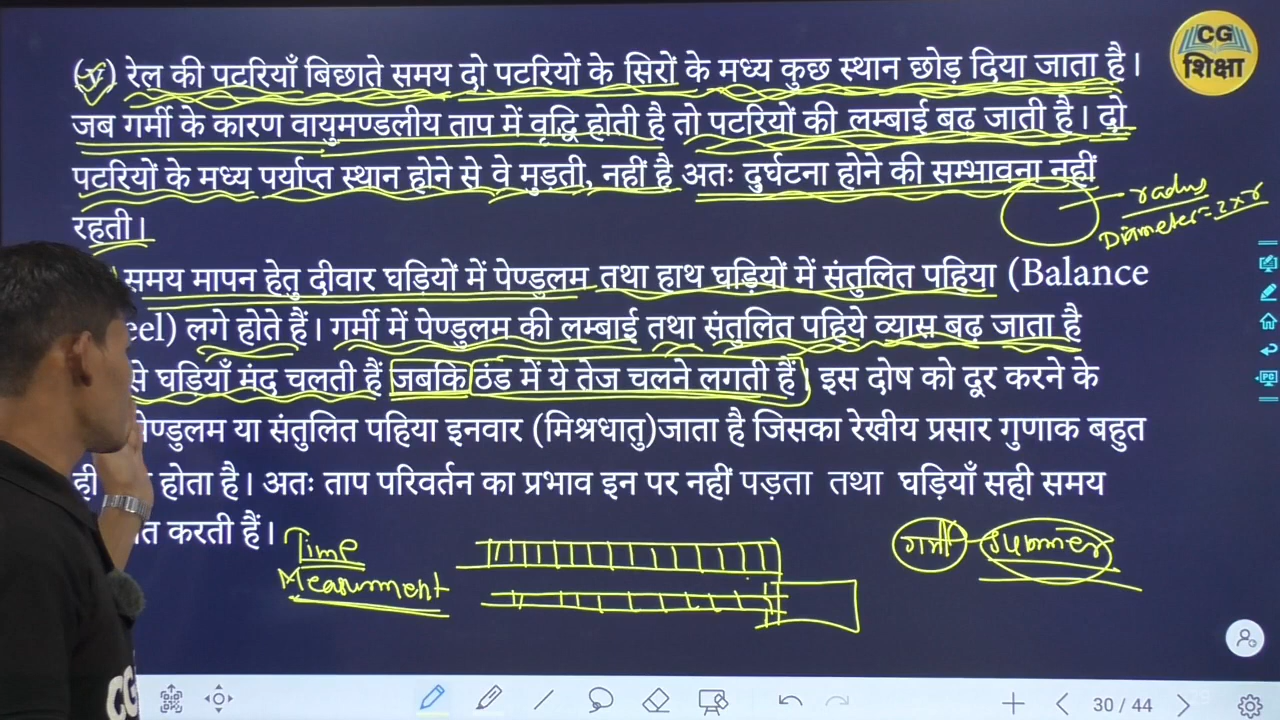 CG
शिक्षा
(v) रेल की पटरियाँ बिछाते समय दो पटरियों के सिरों के मध्य कुछ स्थान छोड़ दिया जाता है।
जब गर्मी के कारण वायुमण्डलीय ताप में वृद्धि होती है तो पटरियों की लम्बाई बढ जाती है। दो
पटरियों के मध्य पर्याप्त स्थान होने से वे मुड़ती, नहीं है अतः दुर्घटना होने की सम्भावना नहीं
रहती।
radius
Diameter = 2 x r
समय मापन हेतु दीवार घड़ियों में पेण्डुलम तथा हाथ घड़ियों में संतुलित पहिया (Balance
eel) लगे होते हैं। गर्मी में पेण्डुलम की लम्बाई तथा संतुलित पहिये व्यास बढ़ जाता है
से घड़ियाँ मंद चलती हैं जबकि ठंड में ये तेज चलने लगती हैं। इस दोष को दूर करने के
पेण्डुलम या संतुलित पहिया इनवार (मिश्रधातु)जाता है जिसका रेखीय प्रसार गुणाक बहुत
ही होता है। अतः ताप परिवर्तन का प्रभाव इन पर नहीं पड़ता तथा घड़ियाँ सही समय
त करती हैं।
Time
Measurment
गर्मी
CG
30 / 44